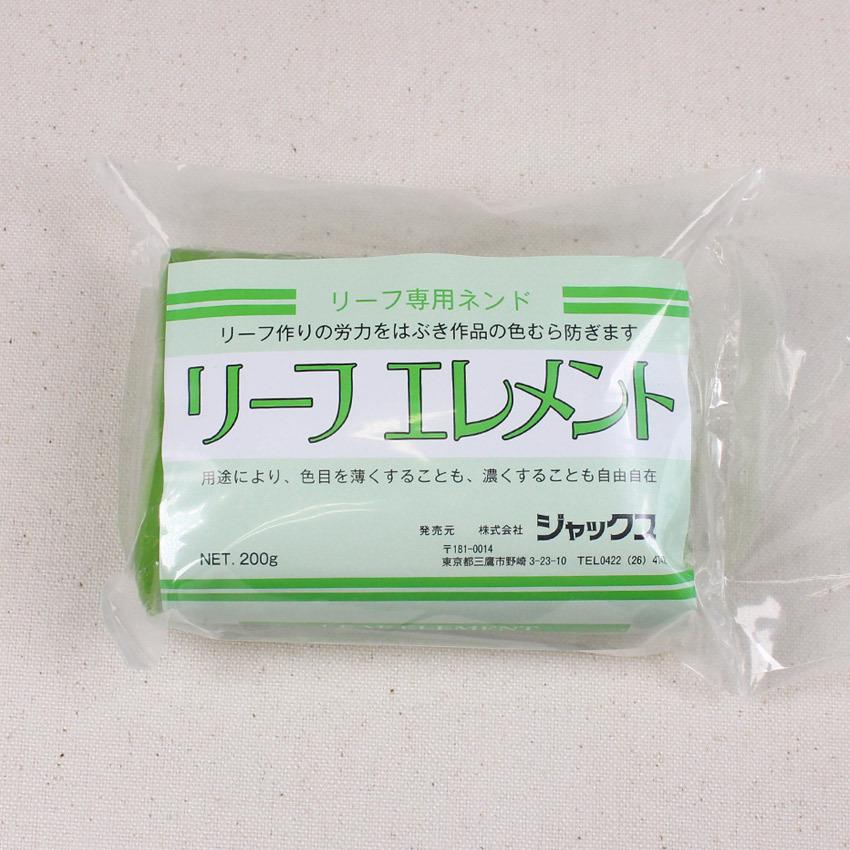 リーフ専用ネンド
リーフ作りの労力をはぶき作品の色むら防ぎます
リーフ エレメント
用途により、色目を薄くすることも、濃くすることも自由自在
発売元 株式会社 ジャックス
〒181-0014
NET. 200g
東京都三鷹市野崎3-23-10 TEL0422 (26)
ELEMENT